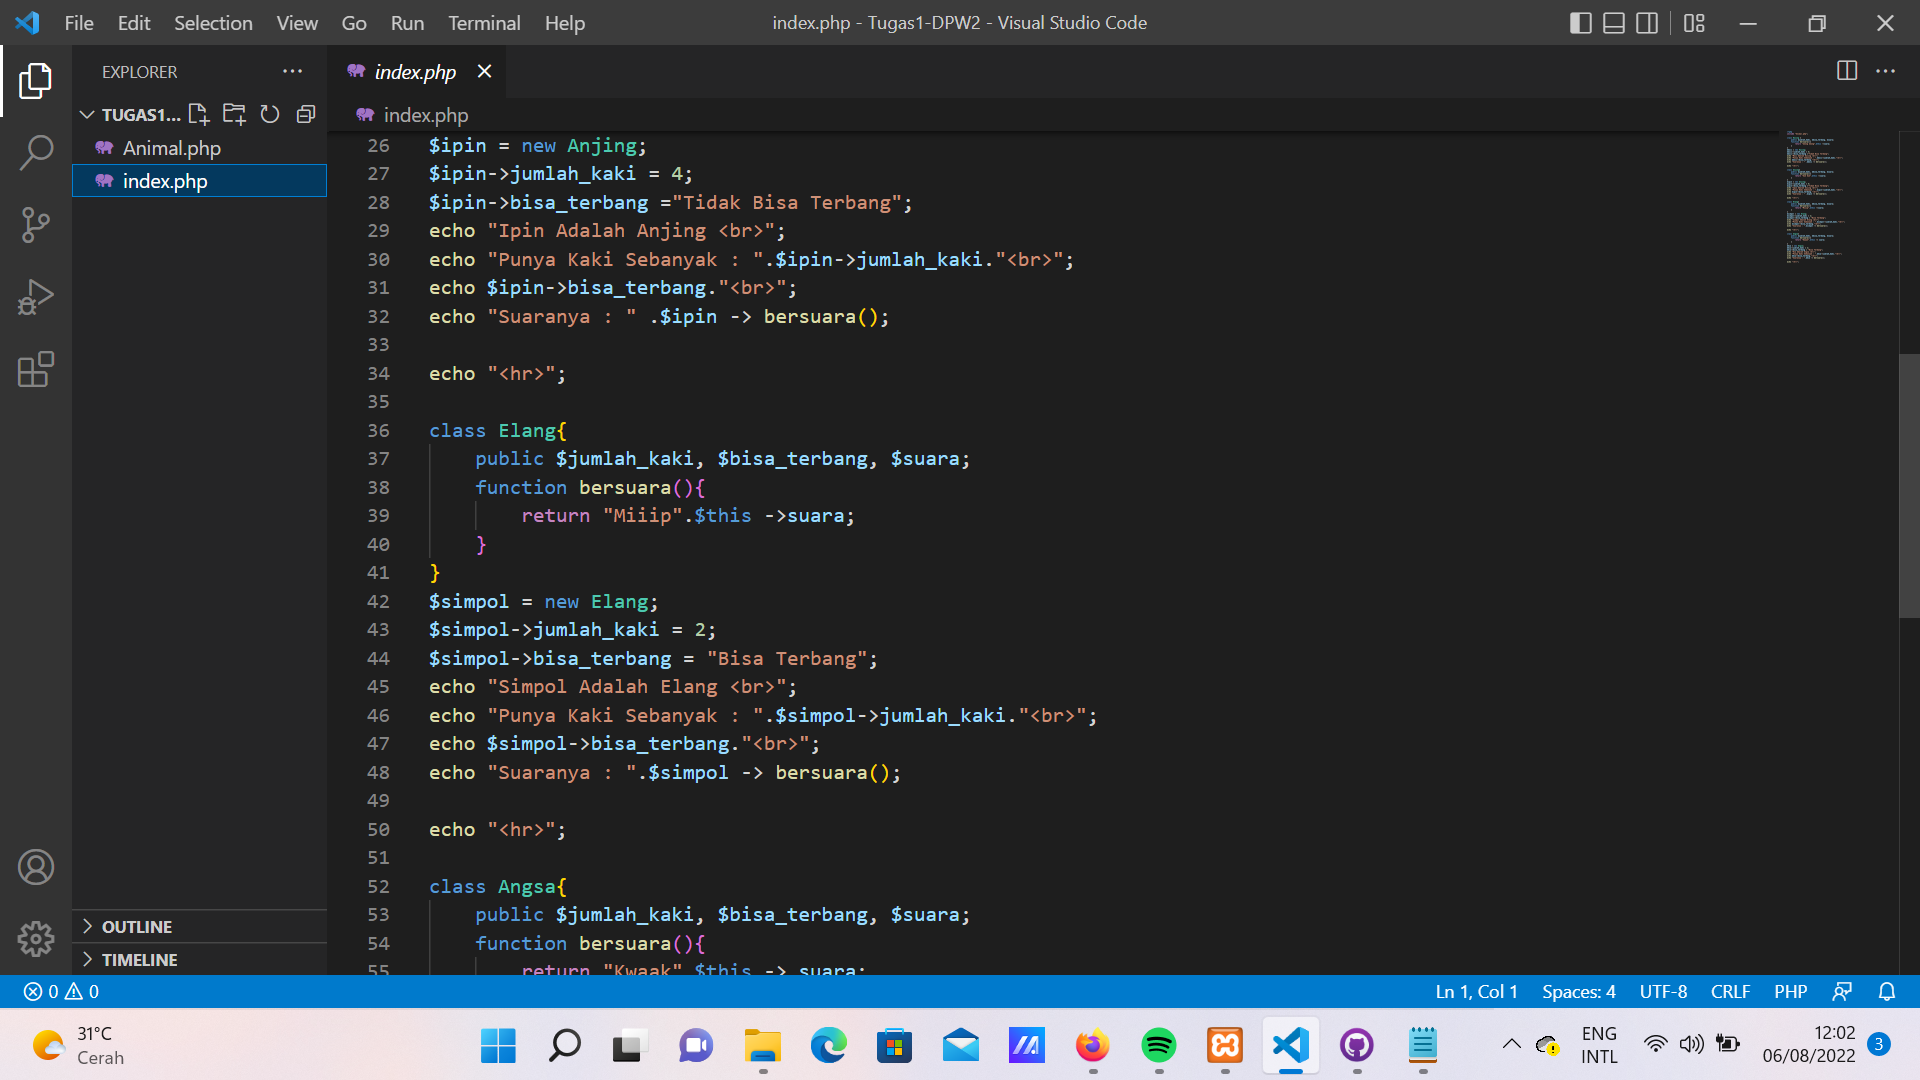 File Edit Selection View Go Run Terminal Help
index.php - Tugas1-DPW2 - Visual Studio Code
EXPLORER
TUGAS1...
Animal.php
index.php
OUTLINE
TIMELINE
index.php
index.php
26 $ipin = new Anjing;
27 $ipin->jumlah_kaki = 4;
28 $ipin->bisa_terbang ="Tidak Bisa Terbang";
29 echo "Ipin Adalah Anjing <br>";
30 echo "Punya Kaki Sebanyak : ".$ipin->jumlah_kaki."<br>";
31 echo $ipin->bisa_terbang."<br>";
32 echo "Suaranya : " .$ipin -> bersuara();
33
34 echo "<hr>";
35
36 class Elang{
37 public $jumlah_kaki, $bisa_terbang, $suara;
38 function bersuara(){
39 return "Miiip".$this ->suara;
40 }
41 }
42 $simpol = new Elang;
43 $simpol->jumlah_kaki = 2;
44 $simpol->bisa_terbang = "Bisa Terbang";
45 echo "Simpol Adalah Elang <br>";
46 echo "Punya Kaki Sebanyak : ".$simpol->jumlah_kaki."<br>";
47 echo $simpol->bisa_terbang."<br>";
48 echo "Suaranya : ".$simpol -> bersuara();
49
50 echo "<hr>";
51
52 class Angsa{
53 public $jumlah_kaki, $bisa_terbang, $suara;
54 function bersuara(){
55 return "Kwaak".$this -> suara;
0 0
Ln 1, Col 1 Spaces: 4 UTF-8 CRLF PHP
31°C
Cerah
ENG
INTL
12:02
06/08/2022
3